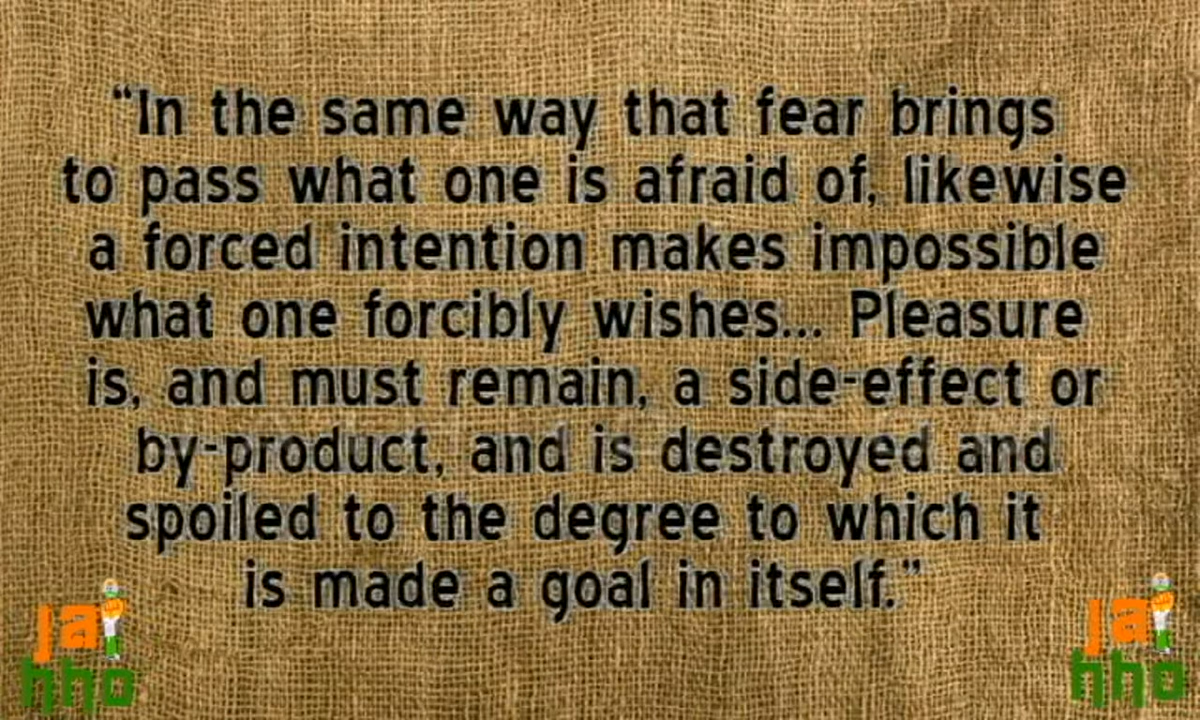 “In the same way that fear brings
to pass what one is afraid of, likewise
a forced intention makes impossible
what one forcibly wishes... Pleasure
is, and must remain, a side-effect or
by-product, and is destroyed and
spoiled to the degree to which it
is made a goal in itself.”
jai
hho
jai
hho